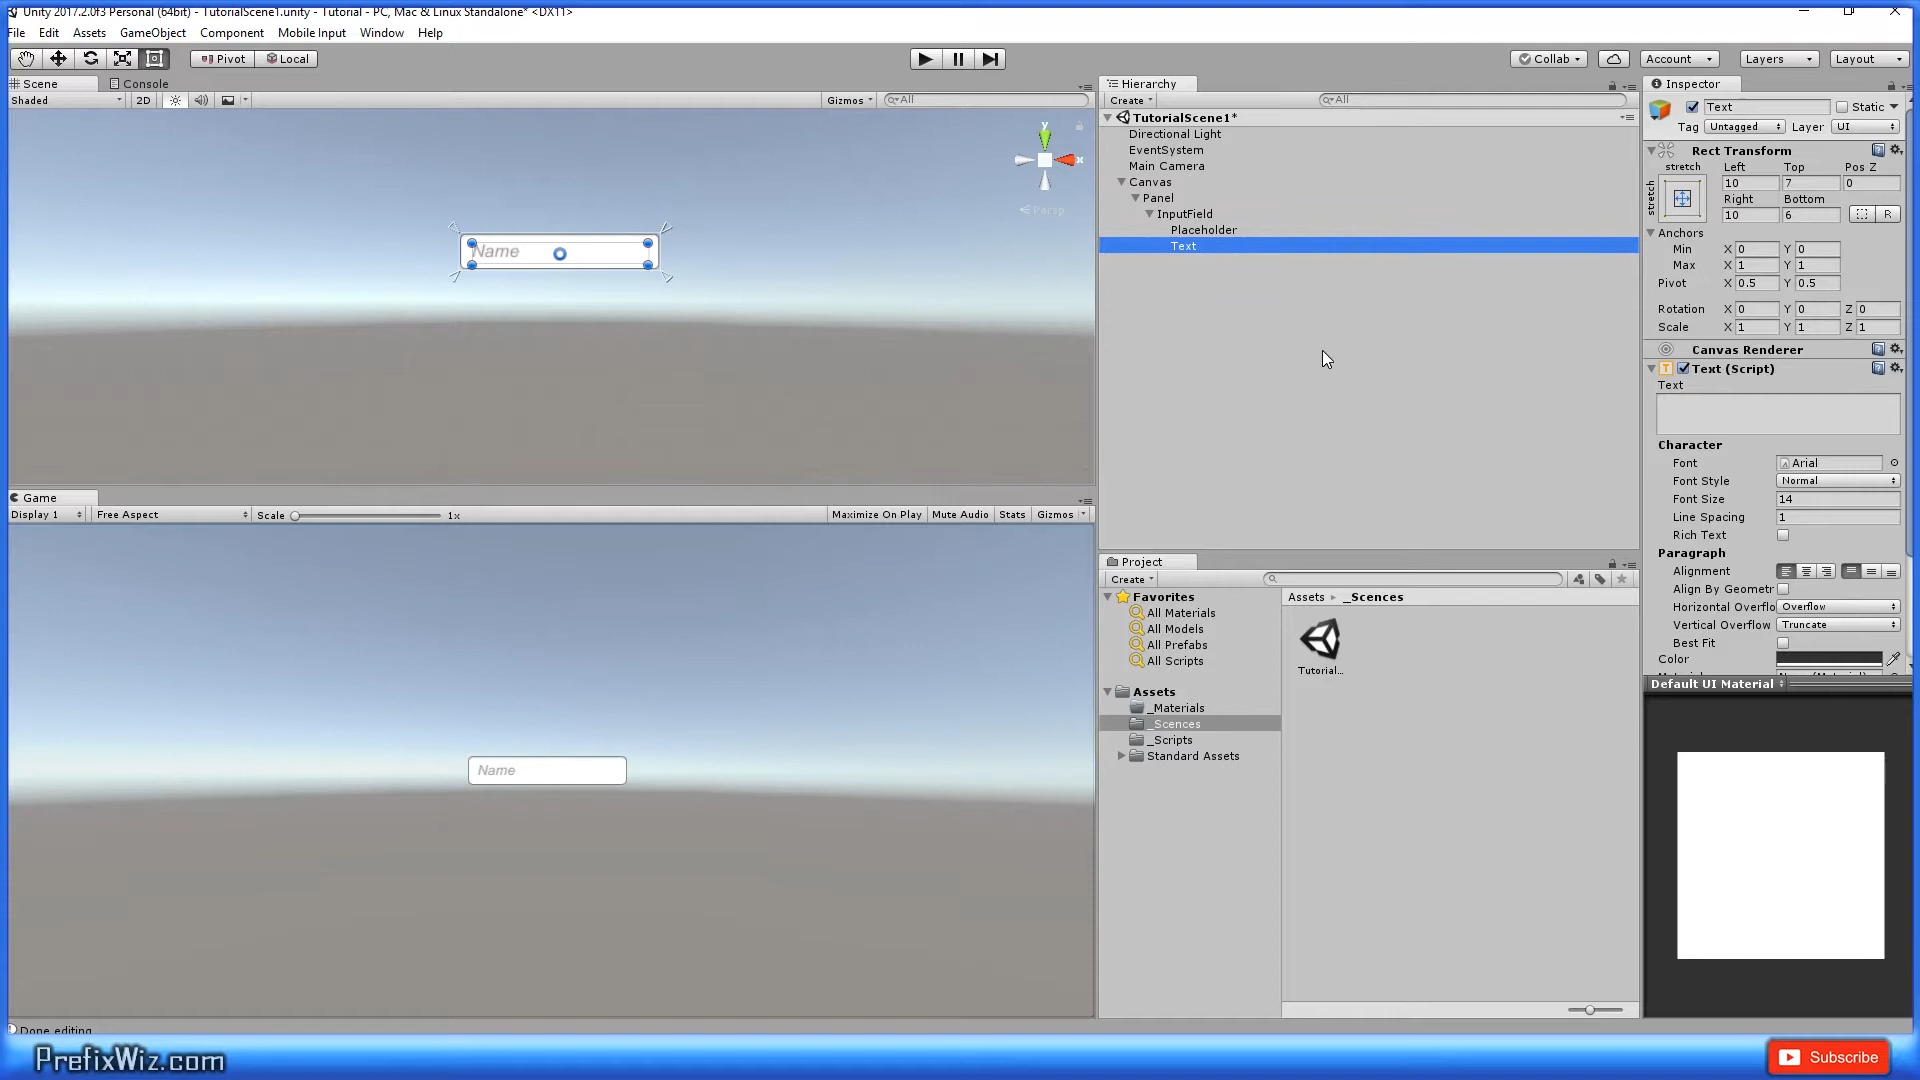 Unity 2017.2.0f3 Personal (64bit) - TutorialScene1.unity - Tutorial - PC, Mac & Linux Standalone* <DX11>
File Edit Assets GameObject Component Mobile Input Window Help
Pivot Local Collab Account Layers Layout
Scene Console
Shaded 2D Gizmos All
y
x
Persp
Name
Game
Display 1 Free Aspect Scale 1x Maximize On Play Mute Audio Stats Gizmos
Name
Hierarchy
Create All
TutorialScene1*
Directional Light
EventSystem
Main Camera
Canvas
Panel
InputField
Placeholder
Text
Project
Create
Favorites
All Materials
All Models
All Prefabs
All Scripts
Assets
_Materials
_Scences
_Scripts
Standard Assets
Assets _Scences
Tutorial...
Inspector
Text Static
Tag Untagged Layer UI
Rect Transform
stretch Left Top Pos Z
stretch
10 7 0
Right Bottom
10 6 R
Anchors
Min X 0 Y 0
Max X 1 Y 1
Pivot X 0.5 Y 0.5
Rotation X 0 Y 0 Z 0
Scale X 1 Y 1 Z 1
Canvas Renderer
Text (Script)
Text
Character
Font Arial
Font Style Normal
Font Size 14
Line Spacing 1
Rich Text
Paragraph
Alignment
Align By Geometr
Horizontal Overflo Overflow
Vertical Overflow Truncate
Best Fit
Color
Default UI Material
Done editing
PrefixWiz.com
Subscribe